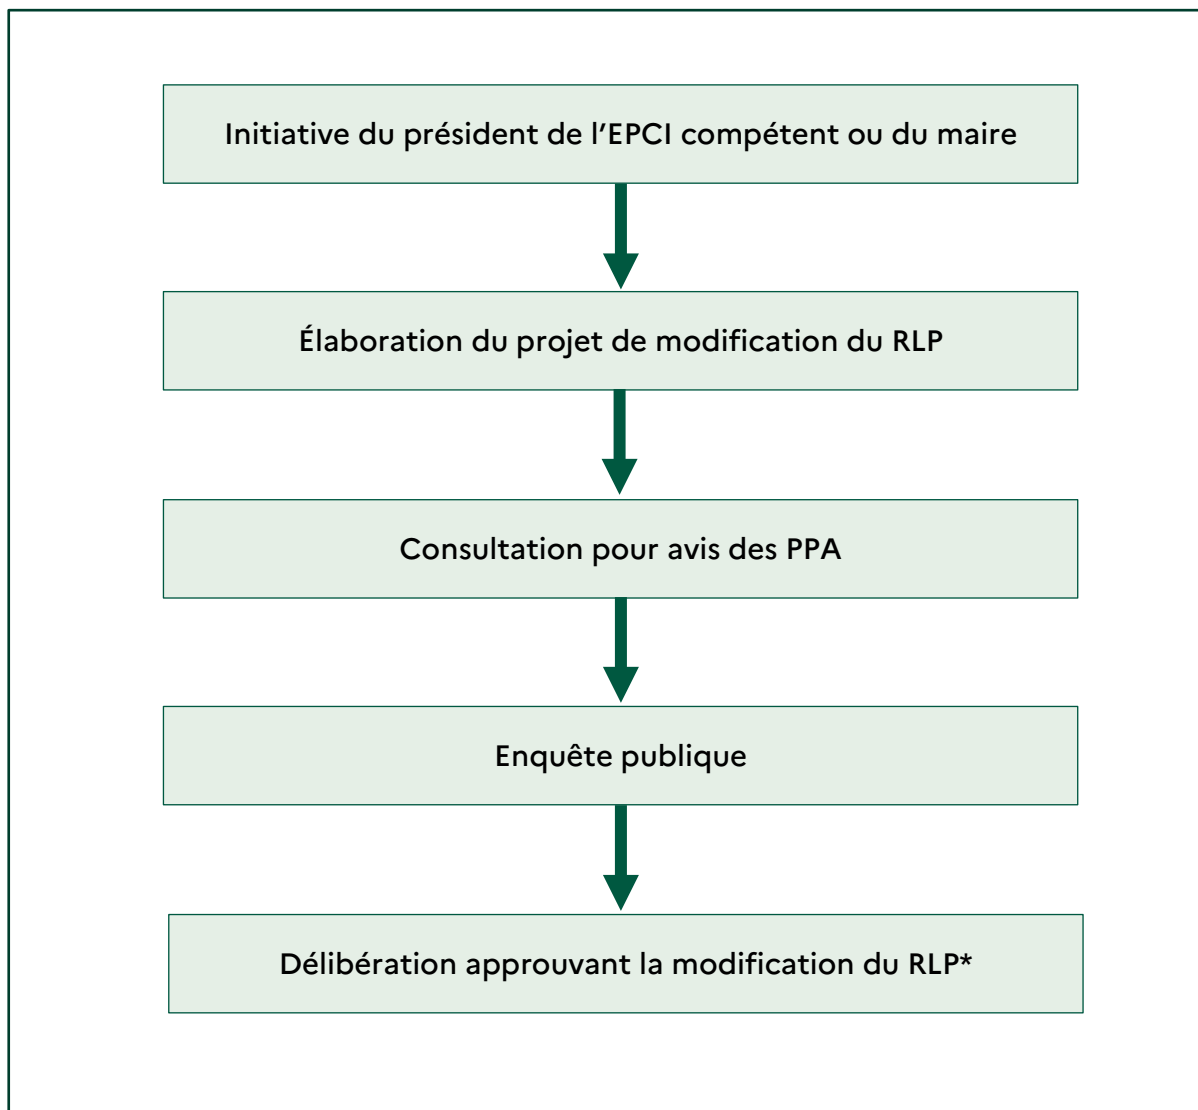 Initiative du président de l’EPCI compétent ou du maire
Élaboration du projet de modification du RLP
Consultation pour avis des PPA
Enquête publique
Délibération approuvant la modification du RLP*